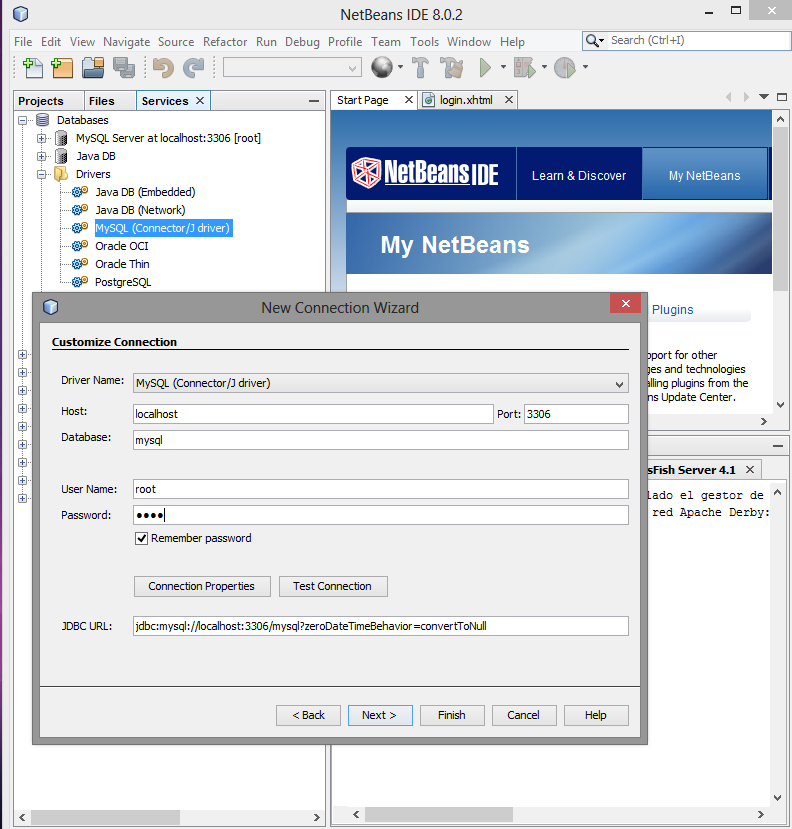 NetBeans IDE 8.0.2
File Edit View Navigate Source Refactor Run Debug Profile Team Tools Window Help
Search (Ctrl+I)
Projects Files Services
Databases
MySQL Server at localhost:3306 [root]
Java DB
Drivers
Java DB (Embedded)
Java DB (Network)
MySQL (Connector/J driver)
Oracle OCI
Oracle Thin
PostgreSQL
Start Page login.xhtml
NetBeans IDE Learn & Discover My NetBeans
My NetBeans
Plugins
port for other
es and technologies
lling plugins from the
ns Update Center.
sFish Server 4.1
lado el gestor de
red Apache Derby:
New Connection Wizard
Customize Connection
Driver Name: MySQL (Connector/J driver)
Host: localhost Port: 3306
Database: mysql
User Name: root
Password: ●●●●
Remember password
Connection Properties Test Connection
JDBC URL: jdbc:mysql://localhost:3306/mysql?zeroDateTimeBehavior=convertToNull
< Back Next > Finish Cancel Help